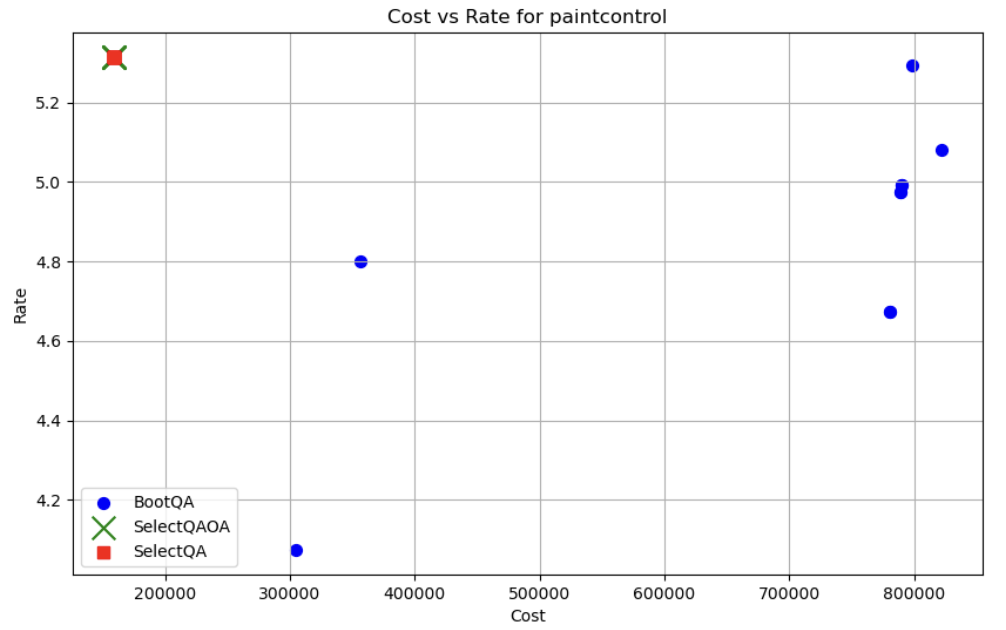 Cost vs Rate for paintcontrol
Rate
5.2
5.0
4.8
4.6
4.4
4.2
BootQA
SelectQAOA
SelectQA
200000 300000 400000 500000 600000 700000 800000
Cost